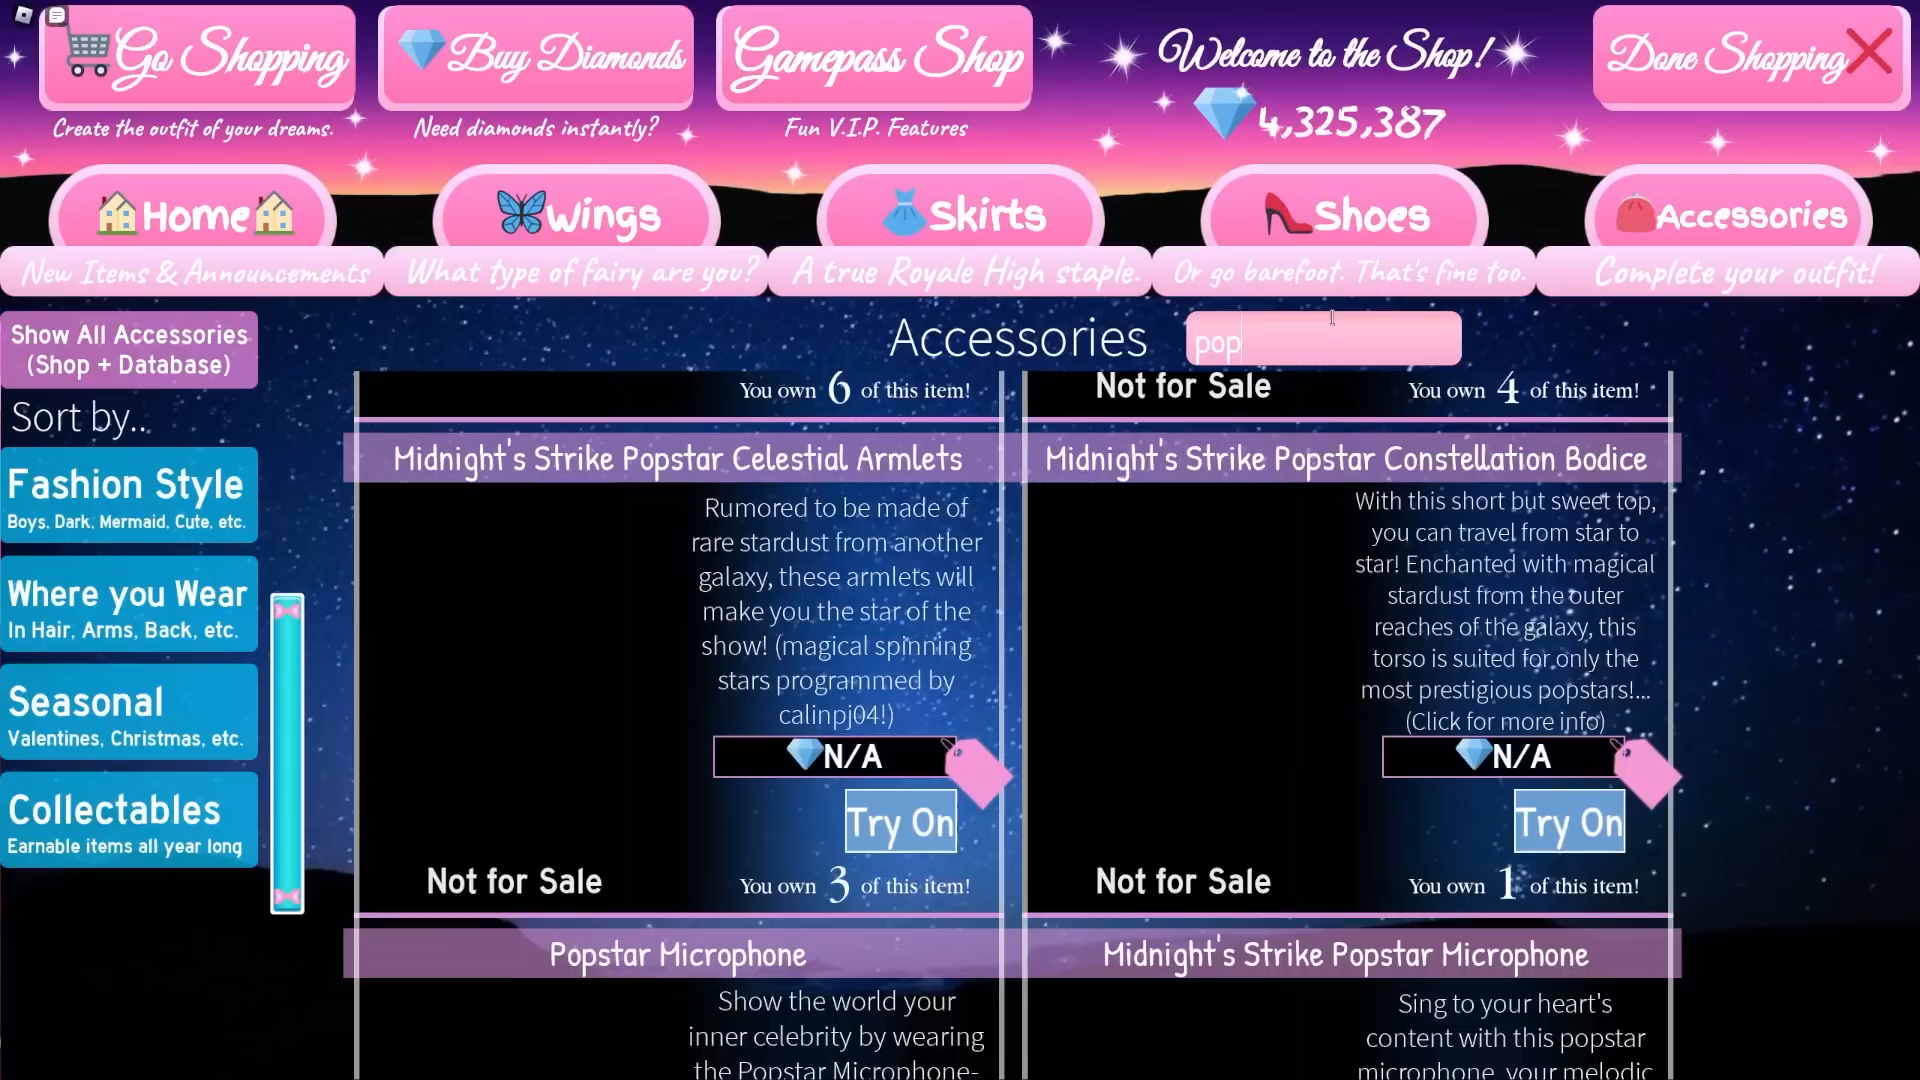 Go Shopping
Buy Diamonds
Gamepass Shop
Welcome to the Shop!
Done Shopping
Create the outfit of your dreams.
Need diamonds instantly?
Fun V.I.P. Features
4,325,387
Home
Wings
Skirts
Shoes
Accessories
New Items & Announcements
What type of fairy are you?
A true Royale High staple.
Or go barefoot. That's fine too.
Complete your outfit!
Show All Accessories
(Shop + Database)
Accessories
pop
Sort by..
Fashion Style
Boys, Dark, Mermaid, Cute, etc.
Where you Wear
In Hair, Arms, Back, etc.
Seasonal
Valentines, Christmas, etc.
Collectables
Earnable items all year long
You own 6 of this item!
Not for Sale
You own 4 of this item!
Midnight's Strike Popstar Celestial Armlets
Rumored to be made of
rare stardust from another
galaxy, these armlets will
make you the star of the
show! (magical spinning
stars programmed by
calinpj04!)
N/A
Try On
Not for Sale
You own 3 of this item!
Midnight's Strike Popstar Constellation Bodice
With this short but sweet top,
you can travel from star to
star! Enchanted with magical
stardust from the outer
reaches of the galaxy, this
torso is suited for only the
most prestigious popstars!...
(Click for more info)
N/A
Try On
Not for Sale
You own 1 of this item!
Popstar Microphone
Show the world your
inner celebrity by wearing
the Popstar Microphone-
Midnight's Strike Popstar Microphone
Sing to your heart's
content with this popstar
microphone, your melodic